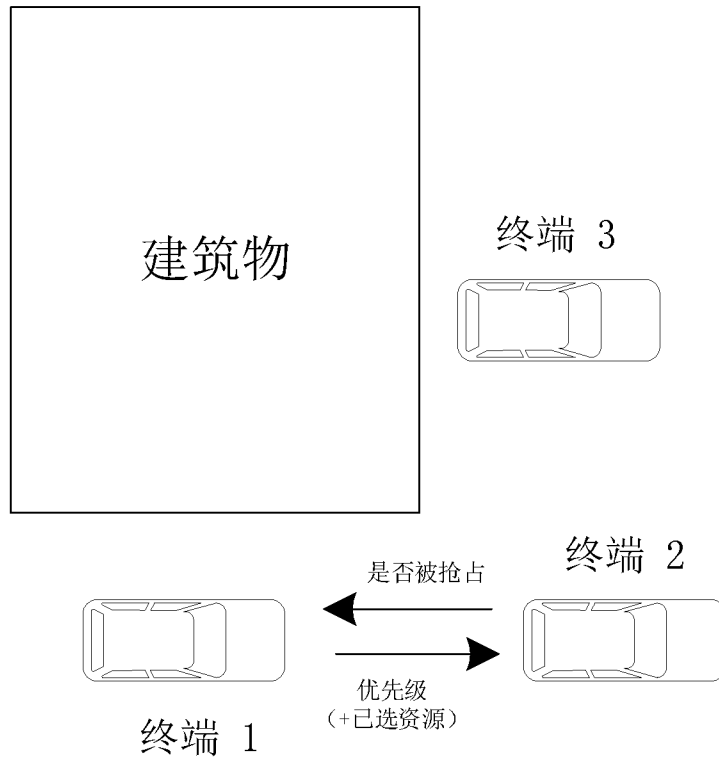 建筑物
终端 3
终端 2
是否被抢占
优先级
（+已选资源）
终端 1